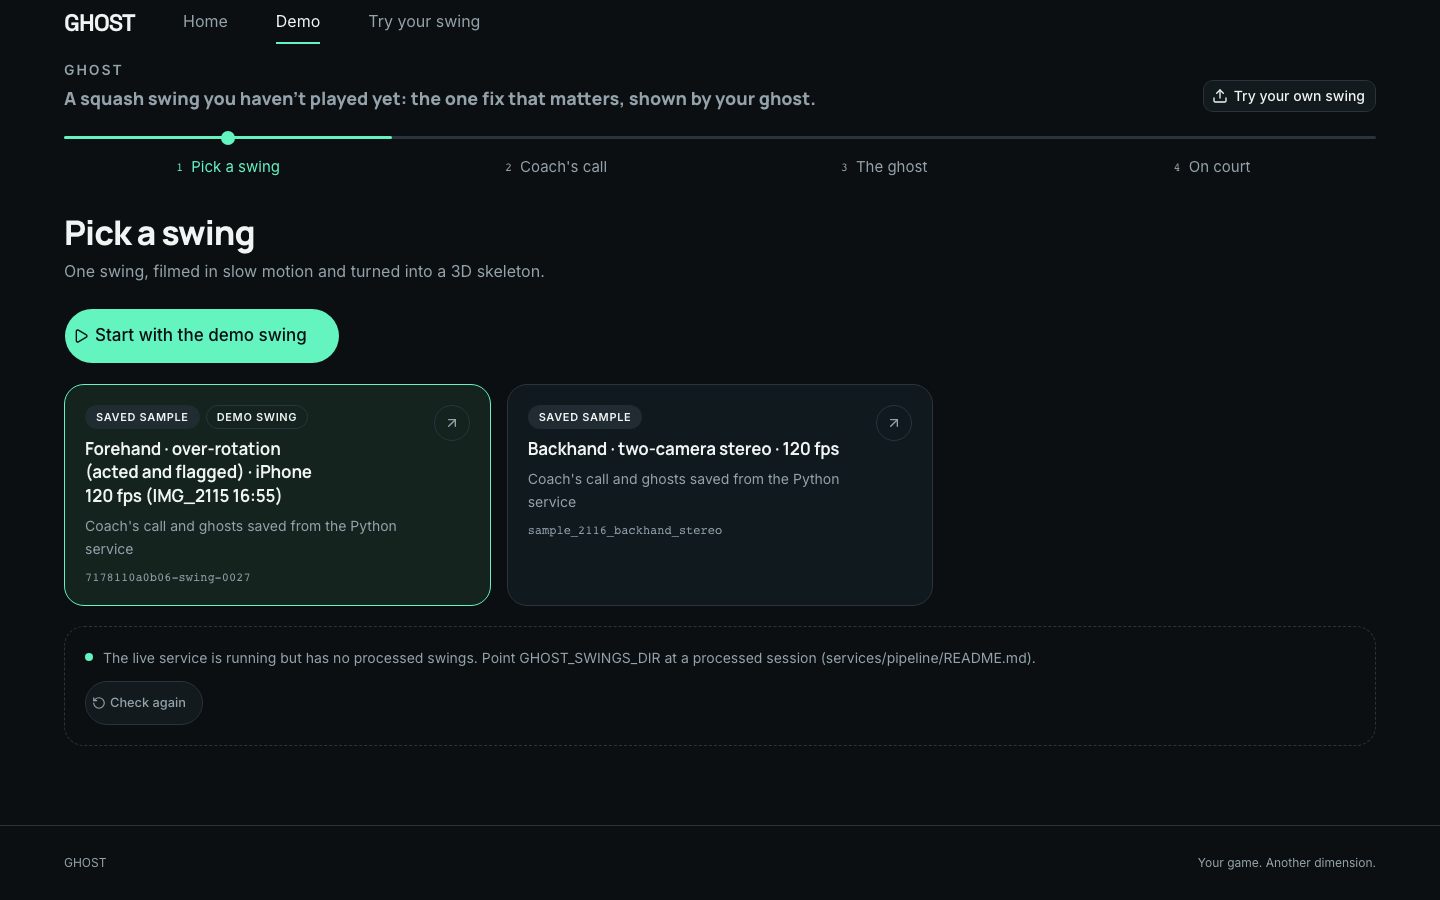 GHOST
Home
Demo
Try your swing
GHOST
A squash swing you haven't played yet: the one fix that matters, shown by your ghost.
Try your own swing
1 Pick a swing
2 Coach's call
3 The ghost
4 On court
Pick a swing
One swing, filmed in slow motion and turned into a 3D skeleton.
Start with the demo swing
SAVED SAMPLE
DEMO SWING
Forehand · over-rotation
(acted and flagged) · iPhone
120 fps (IMG_2115 16:55)
Coach's call and ghosts saved from the Python
service
7178110a0b06-swing-0027
SAVED SAMPLE
Backhand · two-camera stereo · 120 fps
Coach's call and ghosts saved from the Python
service
sample_2116_backhand_stereo
The live service is running but has no processed swings. Point GHOST_SWINGS_DIR at a processed session (services/pipeline/README.md).
Check again
GHOST
Your game. Another dimension.